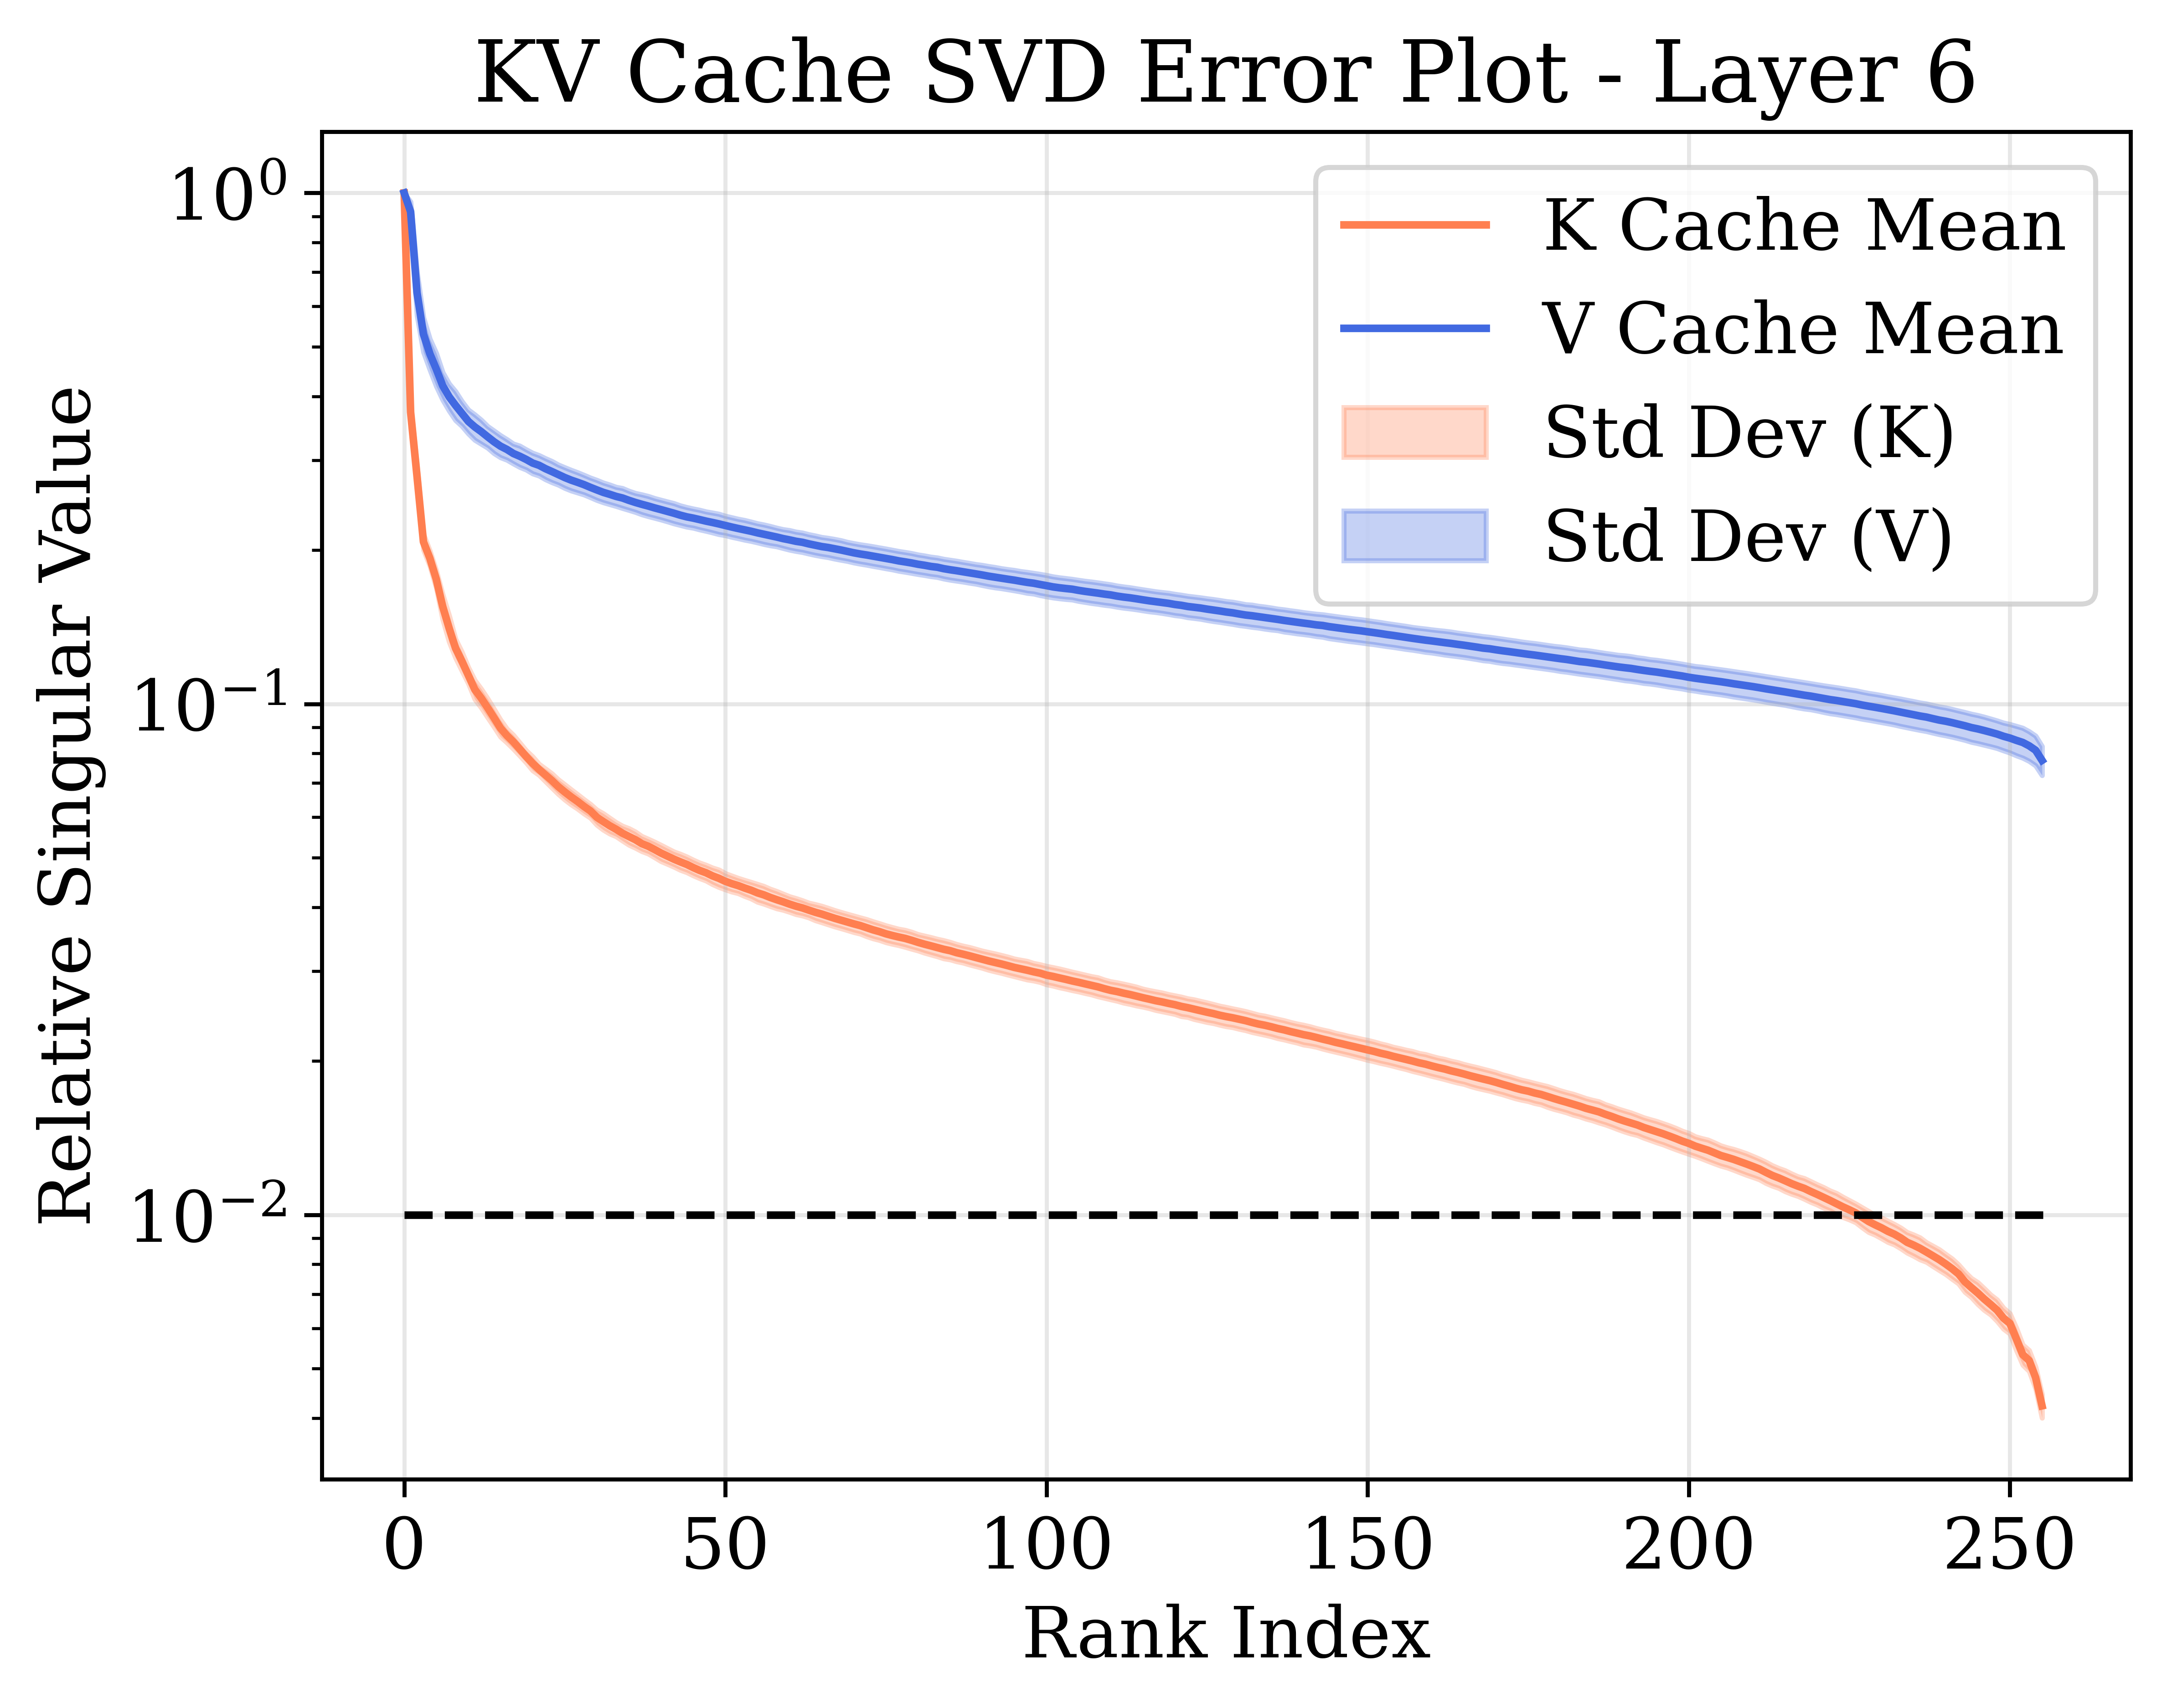 KV Cache SVD Error Plot - Layer 6
K Cache Mean
V Cache Mean
Std Dev (K)
Std Dev (V)
Relative Singular Value
10⁰
10⁻¹
10⁻²
0 50 100 150 200 250
Rank Index